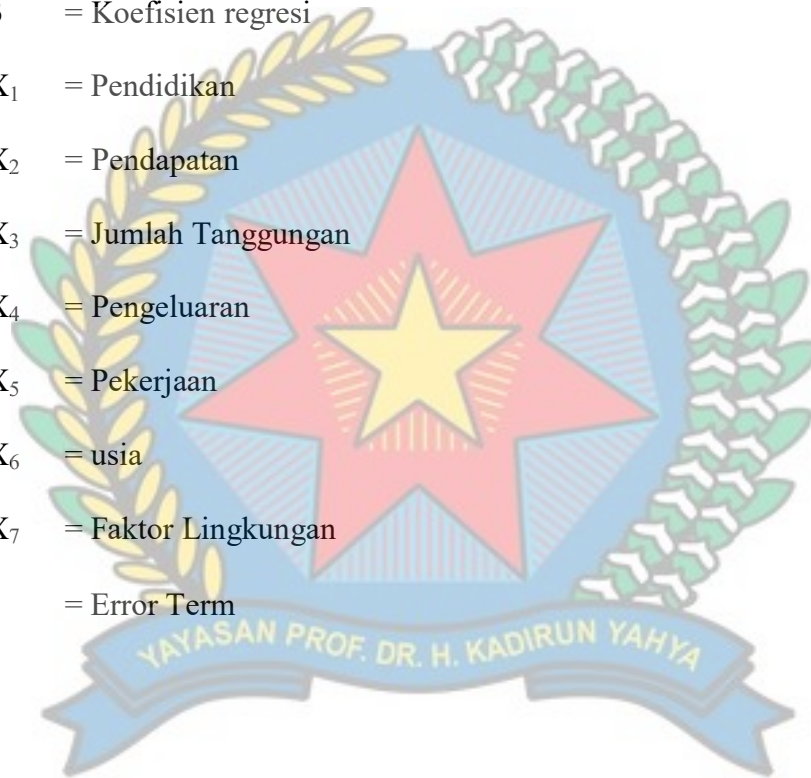 = Koefisien regresi
X₁ = Pendidikan
X₂ = Pendapatan
X₃ = Jumlah Tanggungan
X₄ = Pengeluaran
X₅ = Pekerjaan
X₆ = usia
X₇ = Faktor Lingkungan
= Error Term
YAYASAN PROF. DR. H. KADIRUN YAHYA